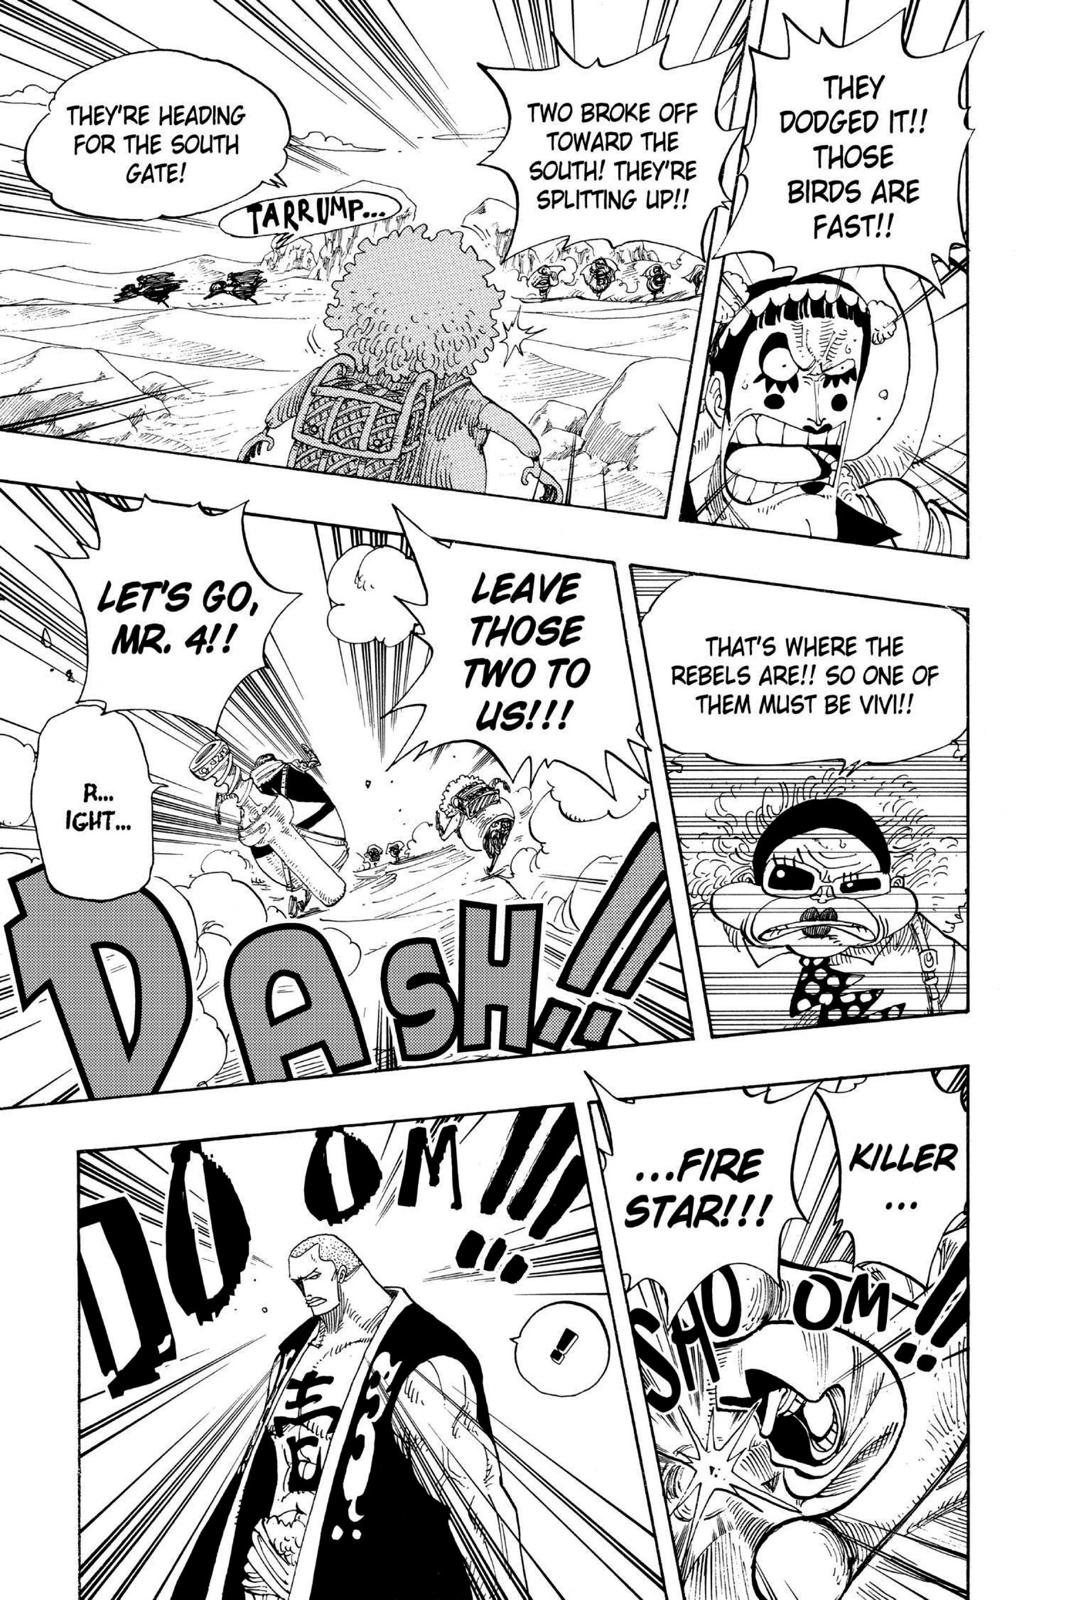 THEY
DODGED IT!!
THOSE
BIRDS ARE
FAST!!
TWO BROKE OFF
TOWARD THE
SOUTH! THEY'RE
SPLITTING UP!!
THEY'RE HEADING
FOR THE SOUTH
GATE!
TARRUMP...
THAT'S WHERE THE
REBELS ARE!! SO ONE OF
THEM MUST BE VIVI!!
LEAVE
THOSE
TWO TO
US!!!
LET'S GO,
MR. 4!!
R...
IGHT...
DASH!!
KILLER
...
...FIRE
STAR!!!
SHOOOM!!
!
DOOOM!!!
!!!